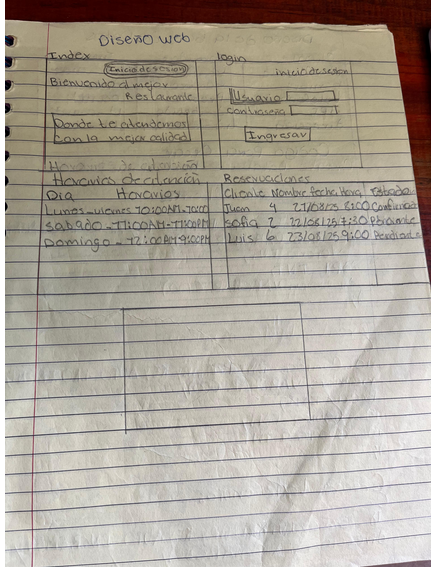 Diseño web
Index
Inicio de sesion
Bienvenido al mejor
Restaurante
Donde te atendemos
con la mejor calidad
login
inicio de sesion
Usuario
contraseña
Ingresar
Horarios de atención
Dia Horarios
Lunes-viernes 10:00AM-10:00
Sabado - 11:00AM-11:00PM
Domingo - 12:00PM-9:00PM
Reservaciones
Cliente Nombre fecha Hora Estado
Juan 4 21/08/25 8:00 Confirmada
Sofia 2 22/08/25 7:30
Luis 6 23/08/25 9:00 Pendiente